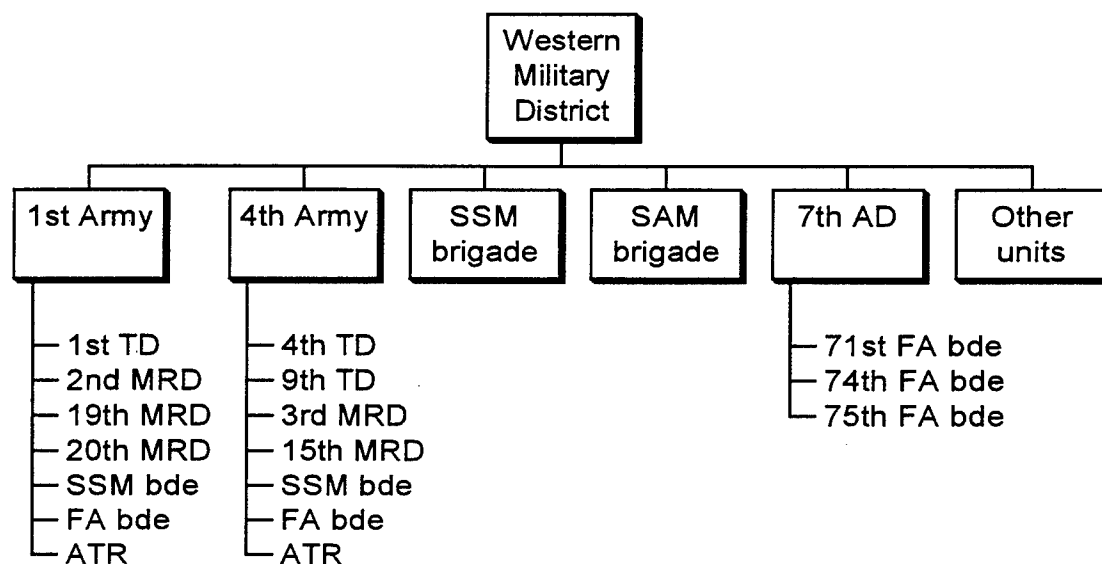 Western
Military
District
1st Army
4th Army
SSM
brigade
SAM
brigade
7th AD
Other
units
1st TD
2nd MRD
19th MRD
20th MRD
SSM bde
FA bde
ATR
4th TD
9th TD
3rd MRD
15th MRD
SSM bde
FA bde
ATR
71st FA bde
74th FA bde
75th FA bde